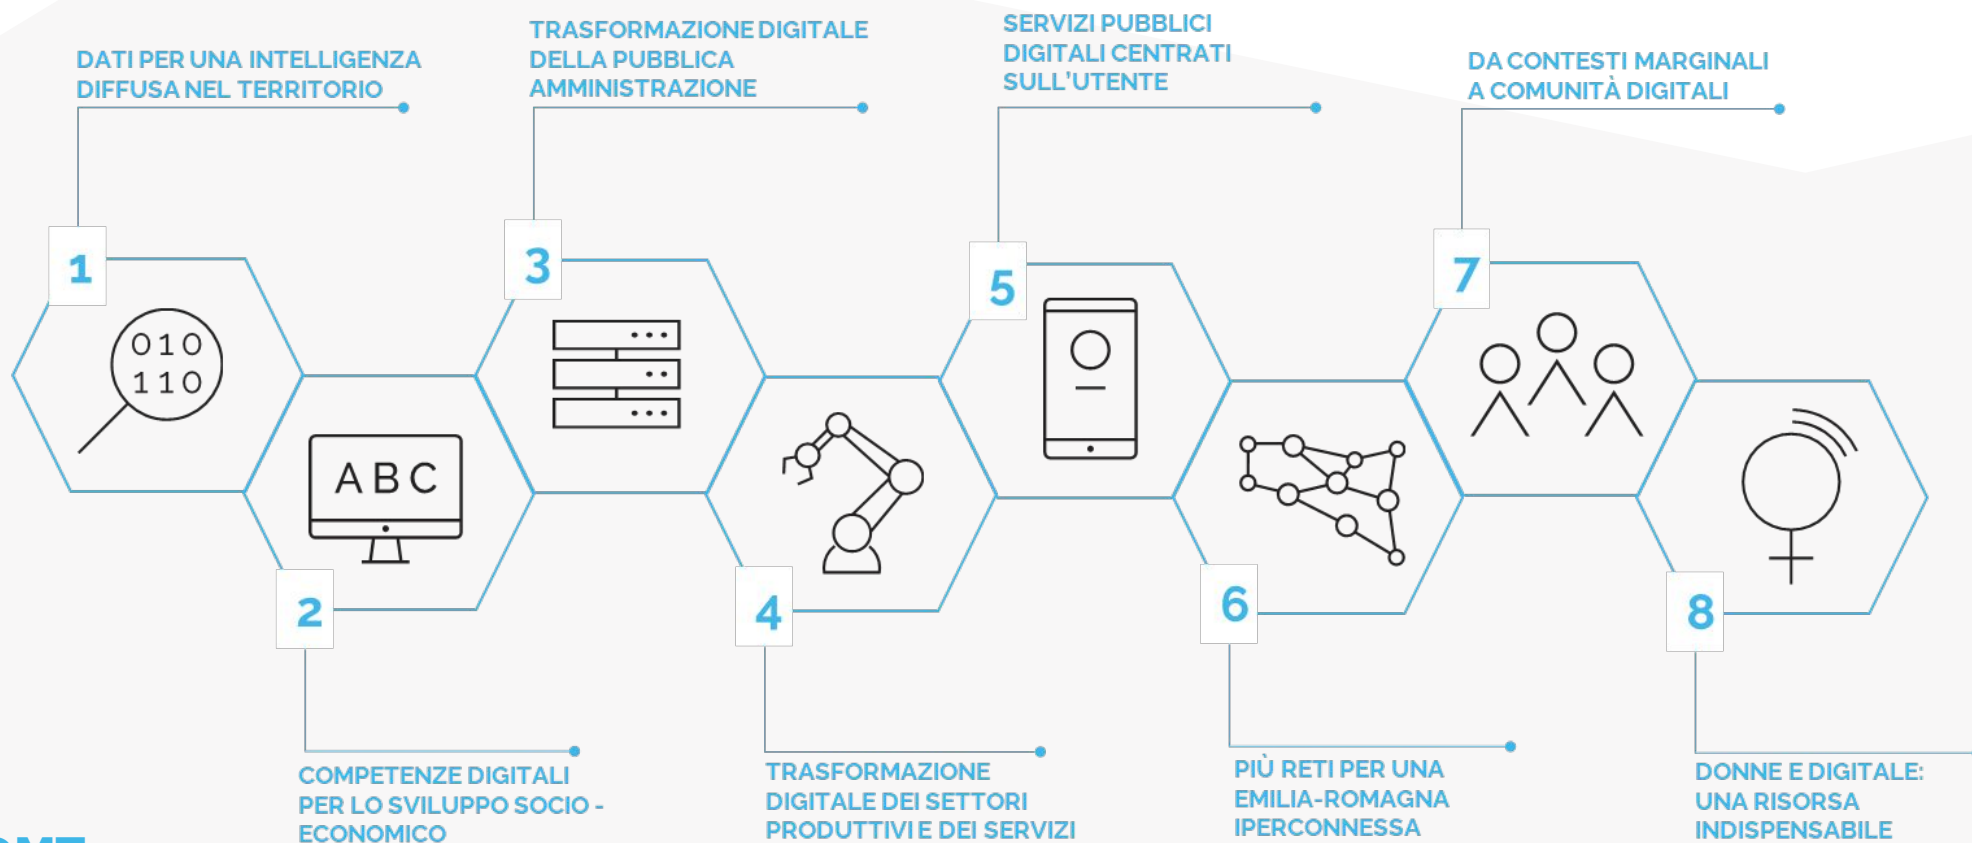 DATI PER UNA INTELLIGENZA
DIFFUSA NEL TERRITORIO
TRASFORMAZIONE DIGITALE
DELLA PUBBLICA
AMMINISTRAZIONE
SERVIZI PUBBLICI
DIGITALI CENTRATI
SULL'UTENTE
DA CONTESTI MARGINALI
A COMUNITÀ DIGITALI
1
3
5
7
010
110
ABC
2
4
6
8
COMPETENZE DIGITALI
PER LO SVILUPPO SOCIO -
ECONOMICO
TRASFORMAZIONE
DIGITALE DEI SETTORI
PRODUTTIVI E DEI SERVIZI
PIÙ RETI PER UNA
EMILIA-ROMAGNA
IPERCONNESSA
DONNE E DIGITALE:
UNA RISORSA
INDISPENSABILE